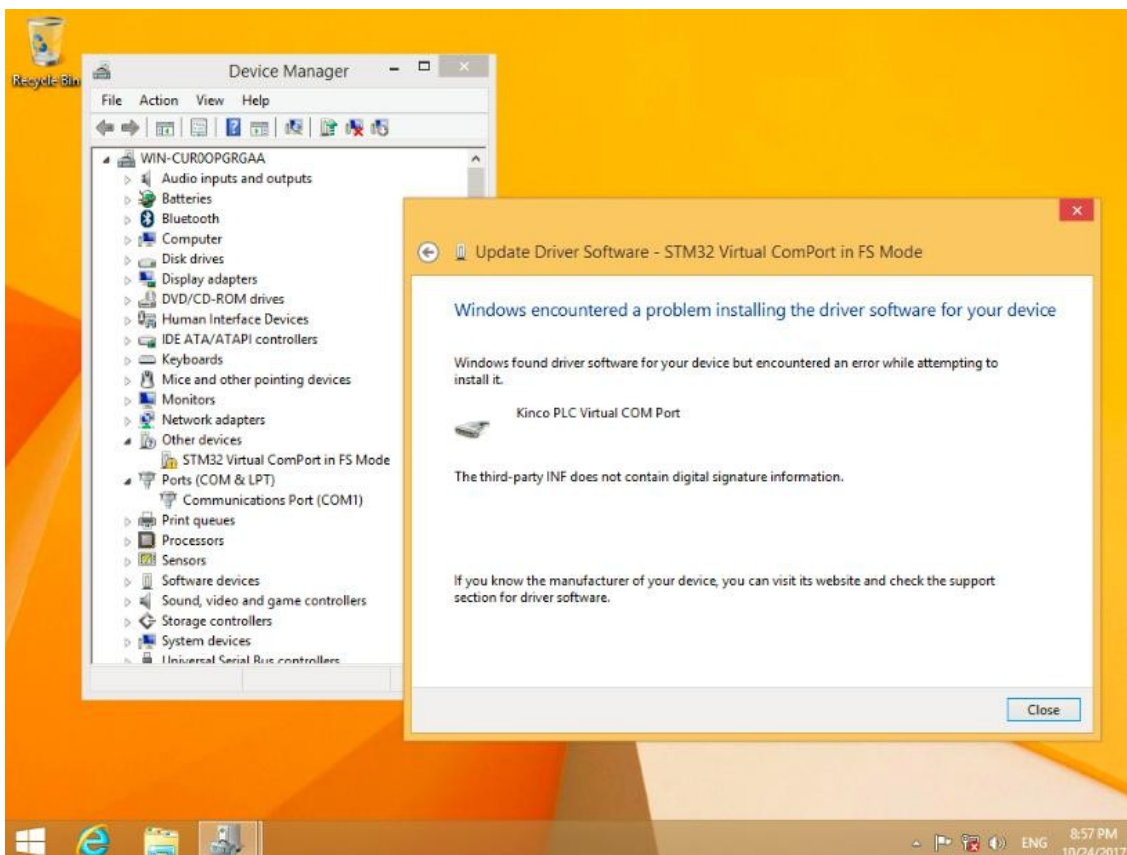 Recycle Bin
Device Manager
File Action View Help
WIN-CUR0OPGRGAA
Audio inputs and outputs
Batteries
Bluetooth
Computer
Disk drives
Display adapters
DVD/CD-ROM drives
Human Interface Devices
IDE ATA/ATAPI controllers
Keyboards
Mice and other pointing devices
Monitors
Network adapters
Other devices
STM32 Virtual ComPort in FS Mode
Ports (COM & LPT)
Communications Port (COM1)
Print queues
Processors
Sensors
Software devices
Sound, video and game controllers
Storage controllers
System devices
Universal Serial Bus controllers
Update Driver Software - STM32 Virtual ComPort in FS Mode
Windows encountered a problem installing the driver software for your device
Windows found driver software for your device but encountered an error while attempting to
install it.
Kinco PLC Virtual COM Port
The third-party INF does not contain digital signature information.
If you know the manufacturer of your device, you can visit its website and check the support
section for driver software.
Close
ENG
8:57 PM
10/24/2017